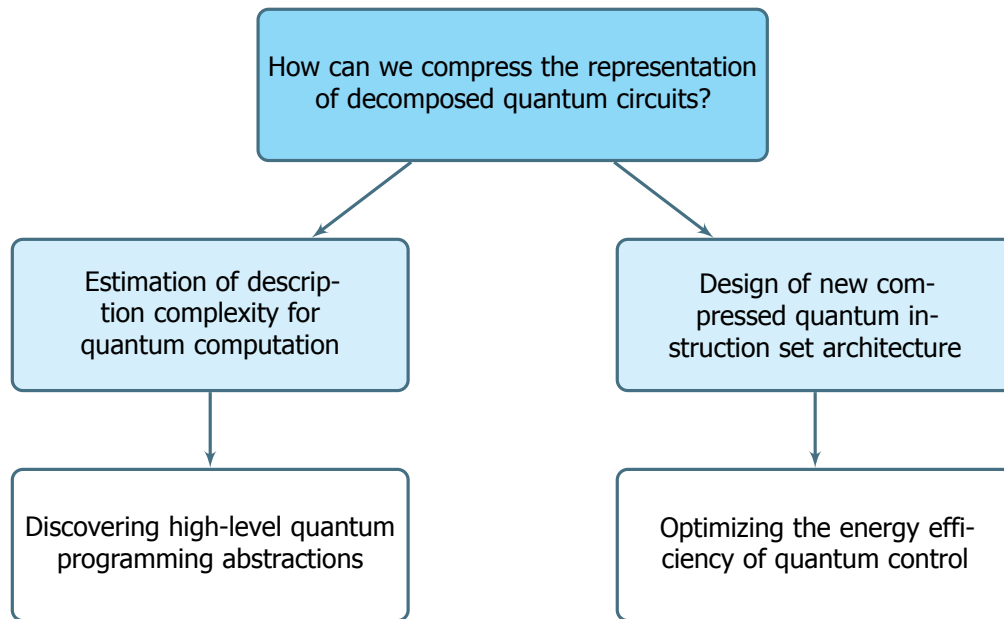 How can we compress the representation
of decomposed quantum circuits?
Estimation of descrip-
tion complexity for
quantum computation
Design of new com-
pressed quantum in-
struction set architecture
Discovering high-level quantum
programming abstractions
Optimizing the energy effi-
ciency of quantum control